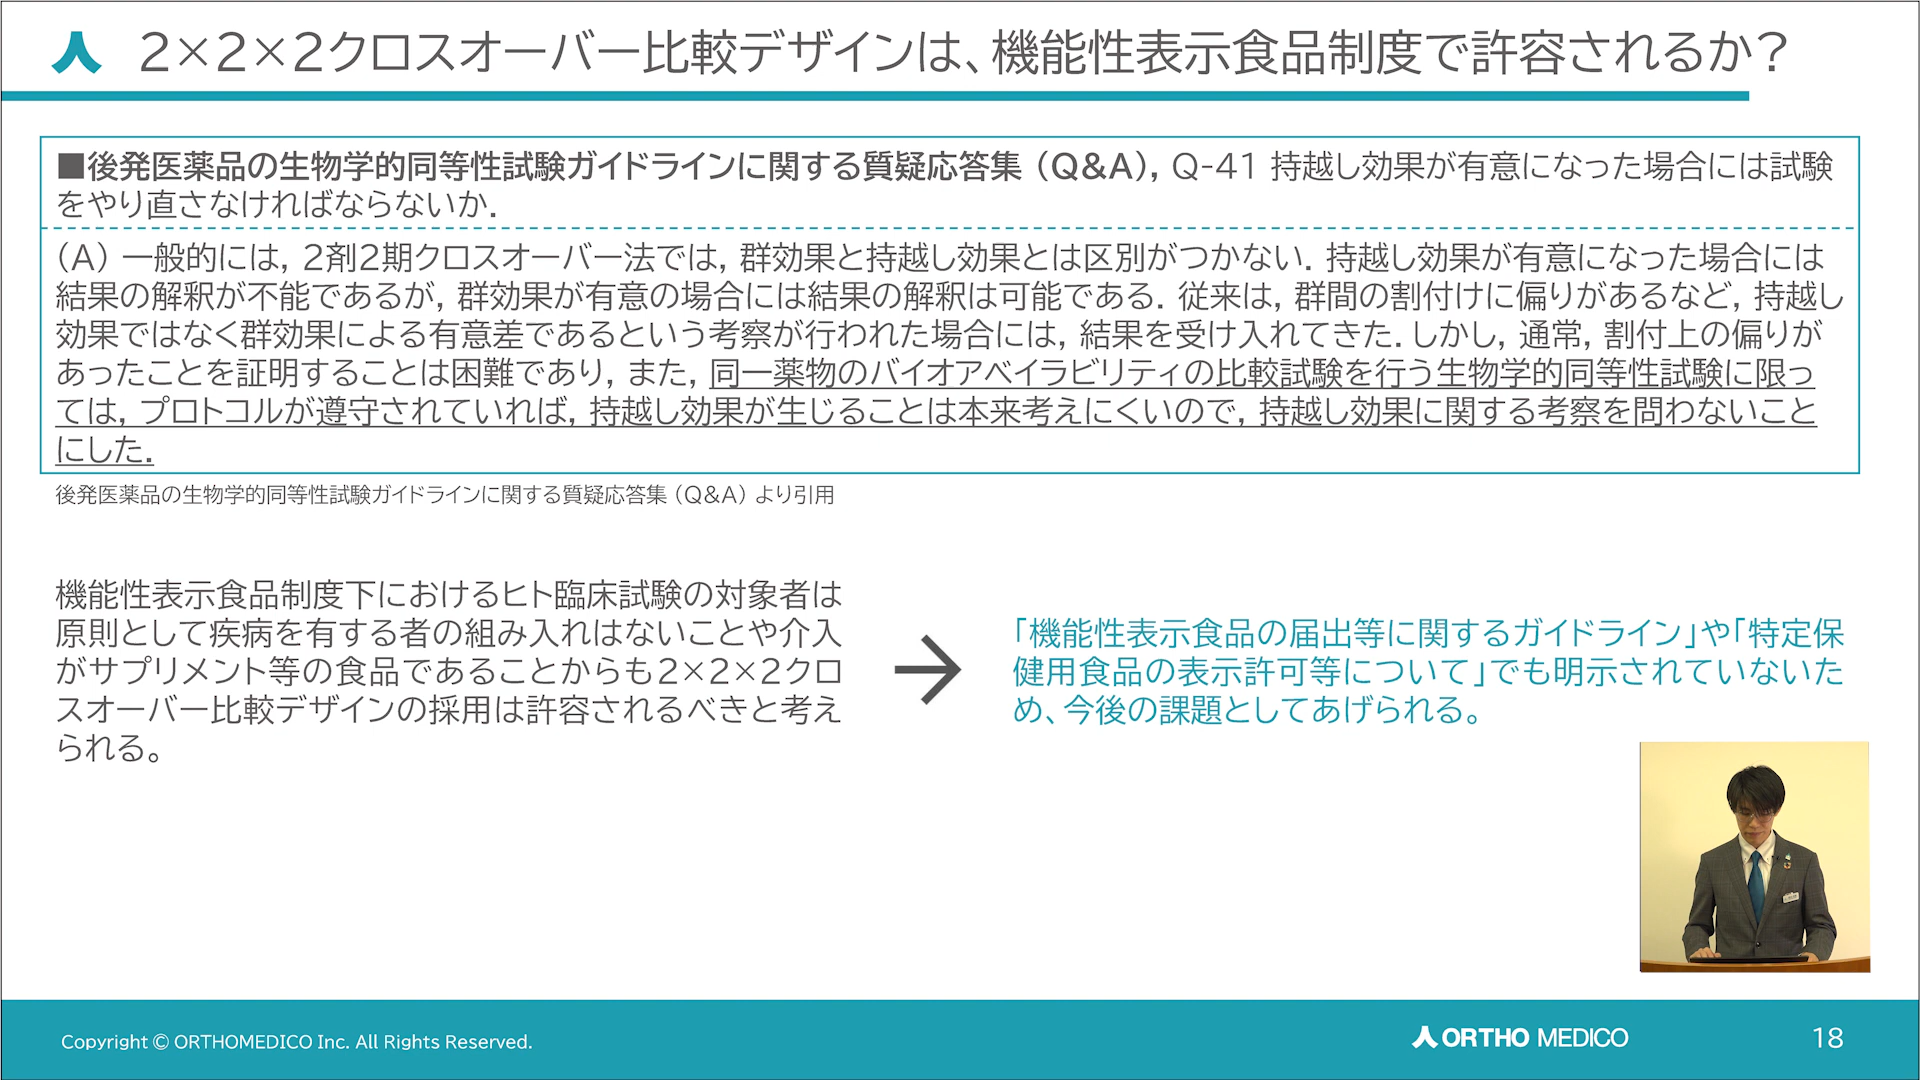 2×2×2クロスオーバー比較デザインは、機能性表示食品制度で許容されるか？
■後発医薬品の生物学的同等性試験ガイドラインに関する質疑応答集（Q&A），Q-41 持越し効果が有意になった場合には試験
をやり直さなければならないか．
（A）一般的には，2剤2期クロスオーバー法では，群効果と持越し効果とは区別がつかない．持越し効果が有意になった場合には
結果の解釈が不能であるが，群効果が有意の場合には結果の解釈は可能である．従来は，群間の割付けに偏りがあるなど，持越し
効果ではなく群効果による有意差であるという考察が行われた場合には，結果を受け入れてきた．しかし，通常，割付上の偏りが
あったことを証明することは困難であり，また，同一薬物のバイオアベイラビリティの比較試験を行う生物学的同等性試験に限っ
ては，プロトコルが遵守されていれば，持越し効果が生じることは本来考えにくいので，持越し効果に関する考察を問わないこと
にした．
後発医薬品の生物学的同等性試験ガイドラインに関する質疑応答集（Q&A）より引用
機能性表示食品制度下におけるヒト臨床試験の対象者は
原則として疾病を有する者の組み入れはないことや介入
がサプリメント等の食品であることからも2×2×2クロ
スオーバー比較デザインの採用は許容されるべきと考え
られる。
→
「機能性表示食品の届出等に関するガイドライン」や「特定保
健用食品の表示許可等について」でも明示されていないた
め、今後の課題としてあげられる。
Copyright © ORTHOMEDICO Inc. All Rights Reserved.
ORTHO MEDICO
18